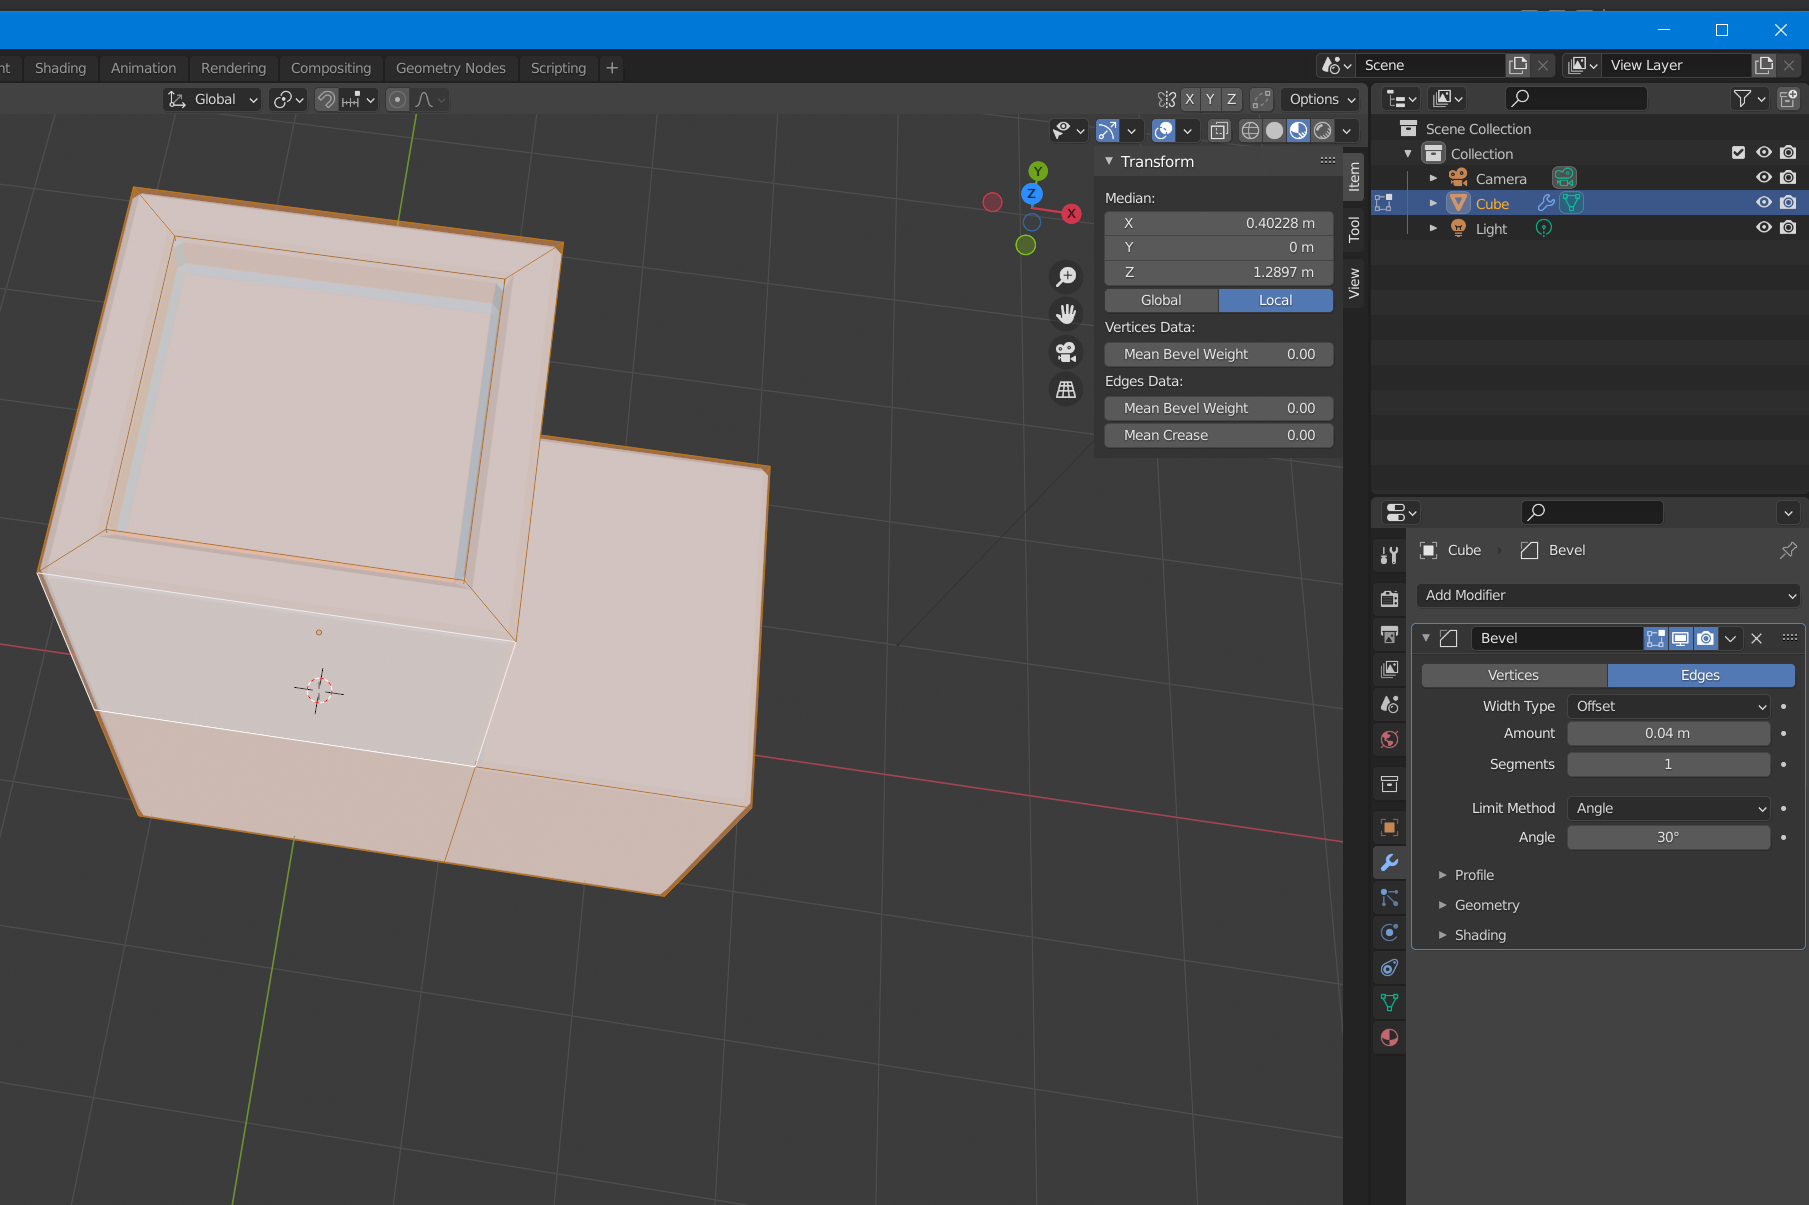 nt Shading Animation Rendering Compositing Geometry Nodes Scripting + Scene View Layer
Global X Y Z Options
Scene Collection
Collection
Camera
Cube
Light
Y
Z
X
Transform
Median:
X 0.40228 m
Y 0 m
Z 1.2897 m
Global Local
Vertices Data:
Mean Bevel Weight 0.00
Edges Data:
Mean Bevel Weight 0.00
Mean Crease 0.00
Item
Tool
View
Cube Bevel
Add Modifier
Bevel
Vertices Edges
Width Type Offset
Amount 0.04 m
Segments 1
Limit Method Angle
Angle 30°
Profile
Geometry
Shading